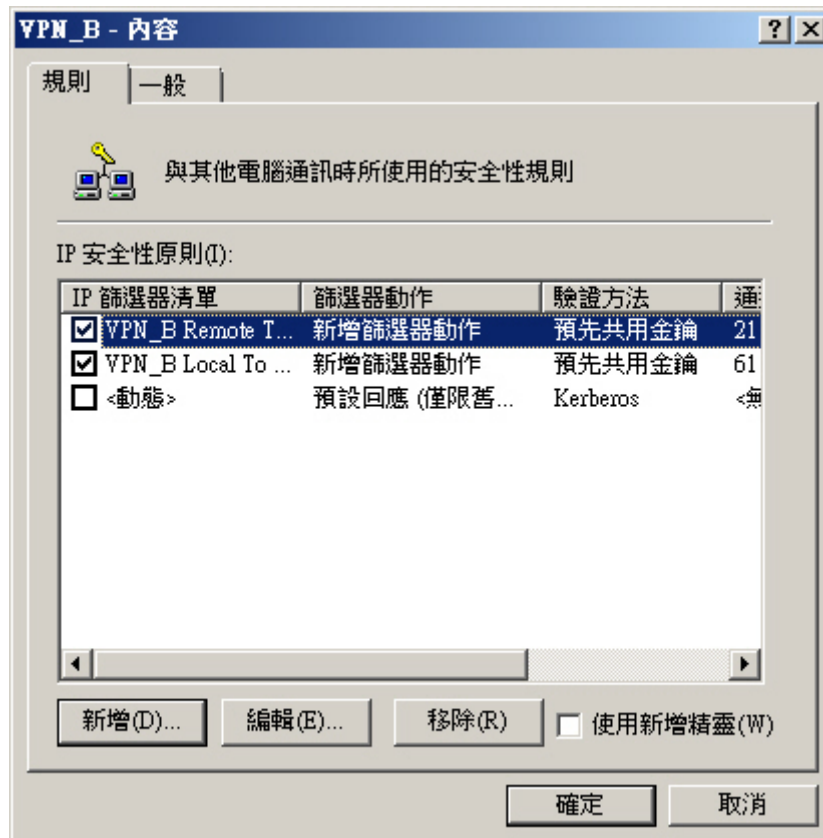 VPN_B - 內容
規則 一般
與其他電腦通訊時所使用的安全性規則
IP 安全性原則(I):
IP 篩選器清單 篩選器動作 驗證方法 通
VPN_B Remote T... 新增篩選器動作 預先共用金鑰 21
VPN_B Local To ... 新增篩選器動作 預先共用金鑰 61
<動態> 預設回應 (僅限舊... Kerberos <無
新增(D)... 編輯(E)... 移除(R) 使用新增精靈(W)
確定 取消